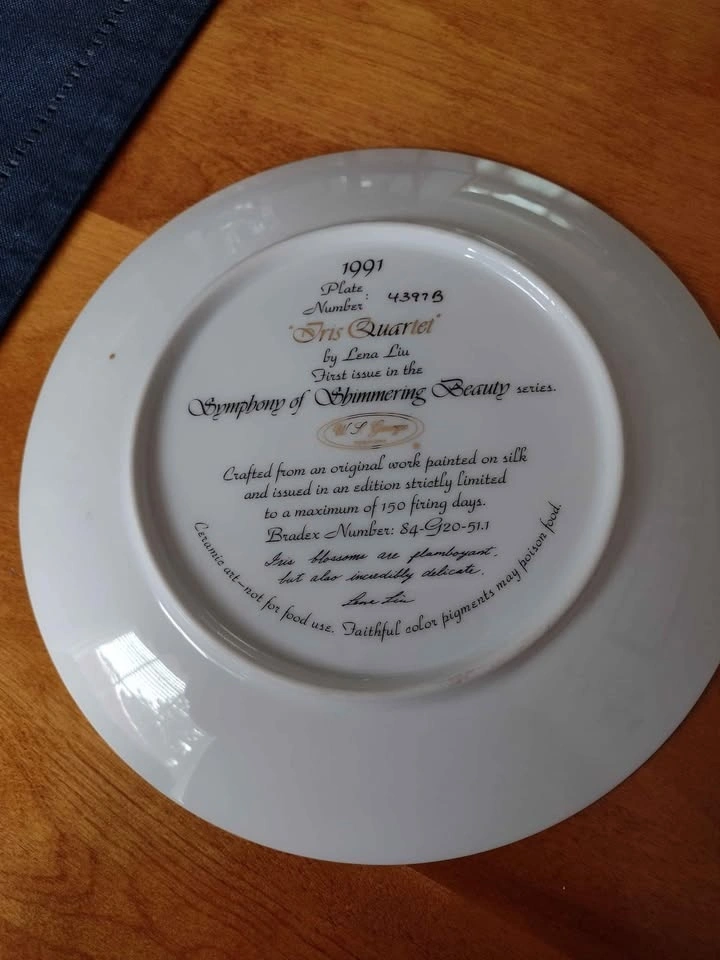 1991
Plate
Number: 4397B
"Iris Quartet"
by Lena Liu
First issue in the
Symphony of Shimmering Beauty series.
W S George
Crafted from an original work painted on silk
and issued in an edition strictly limited
to a maximum of 150 firing days.
Bradex Number: 84-G20-51.1
Iris blossoms are flamboyant,
but also incredibly delicate.
Lena Liu
Ceramic art—not for food use. Faithful color pigments may poison food.